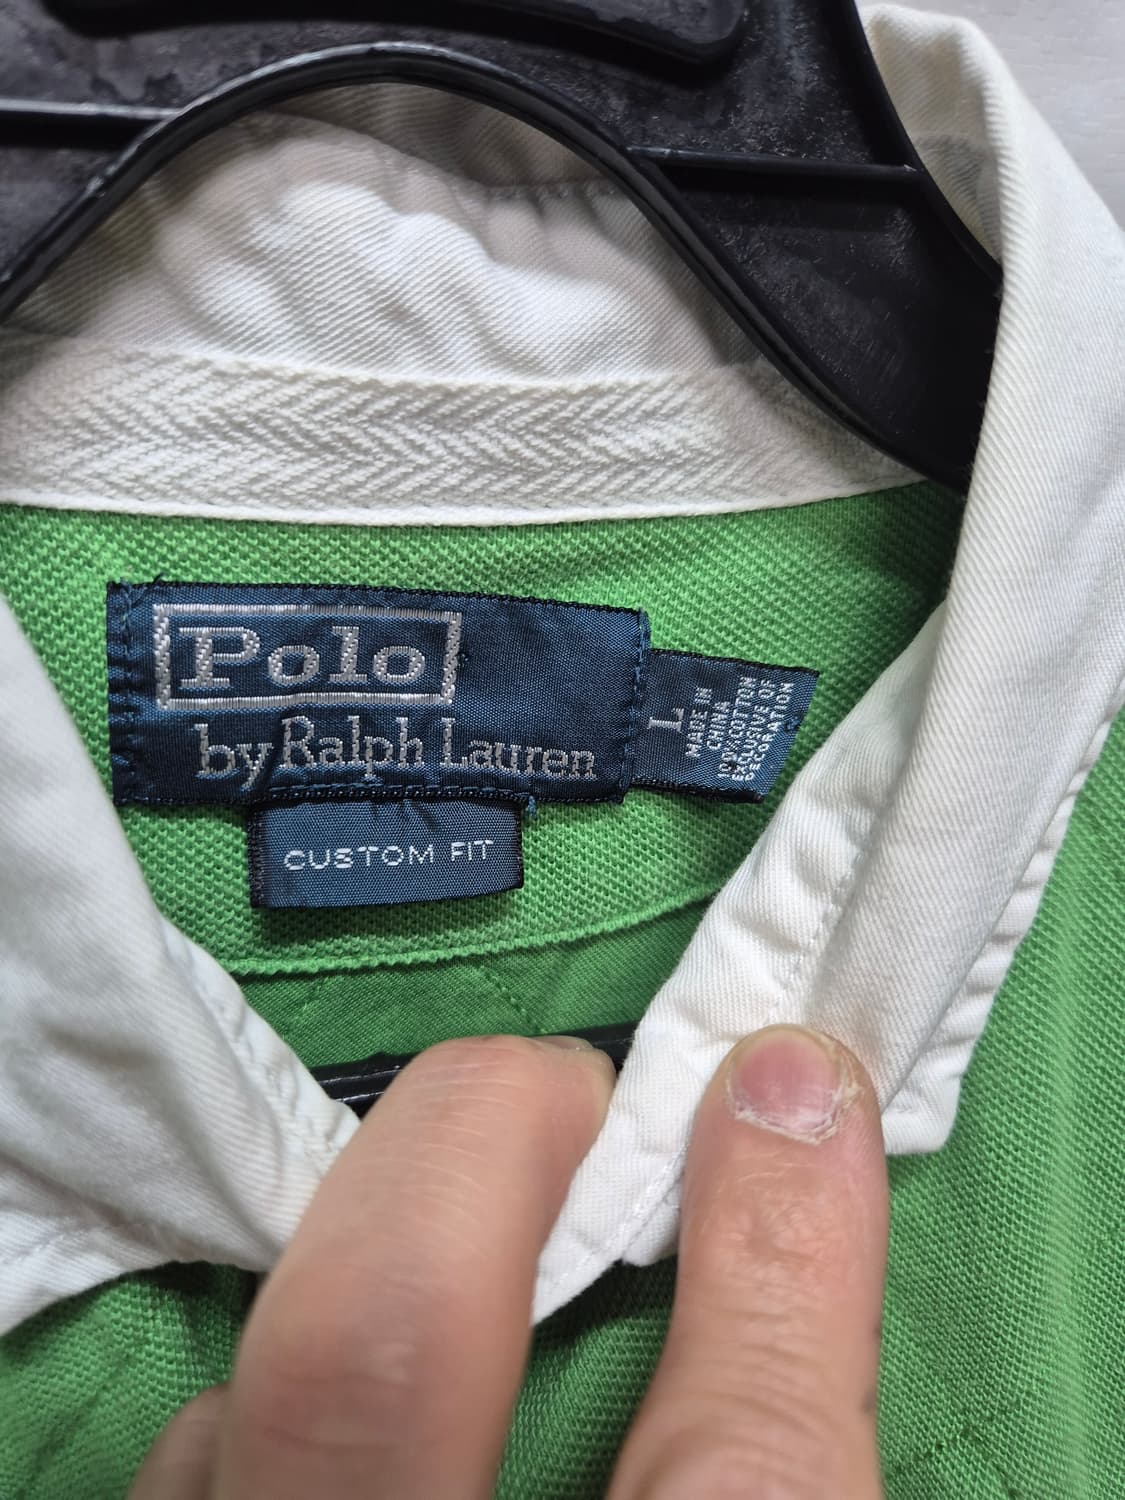 Polo
by Ralph Lauren
CUSTOM FIT
L
MADE IN
CHINA
100% COTTON
EXCLUSIVE OF
DECORATION